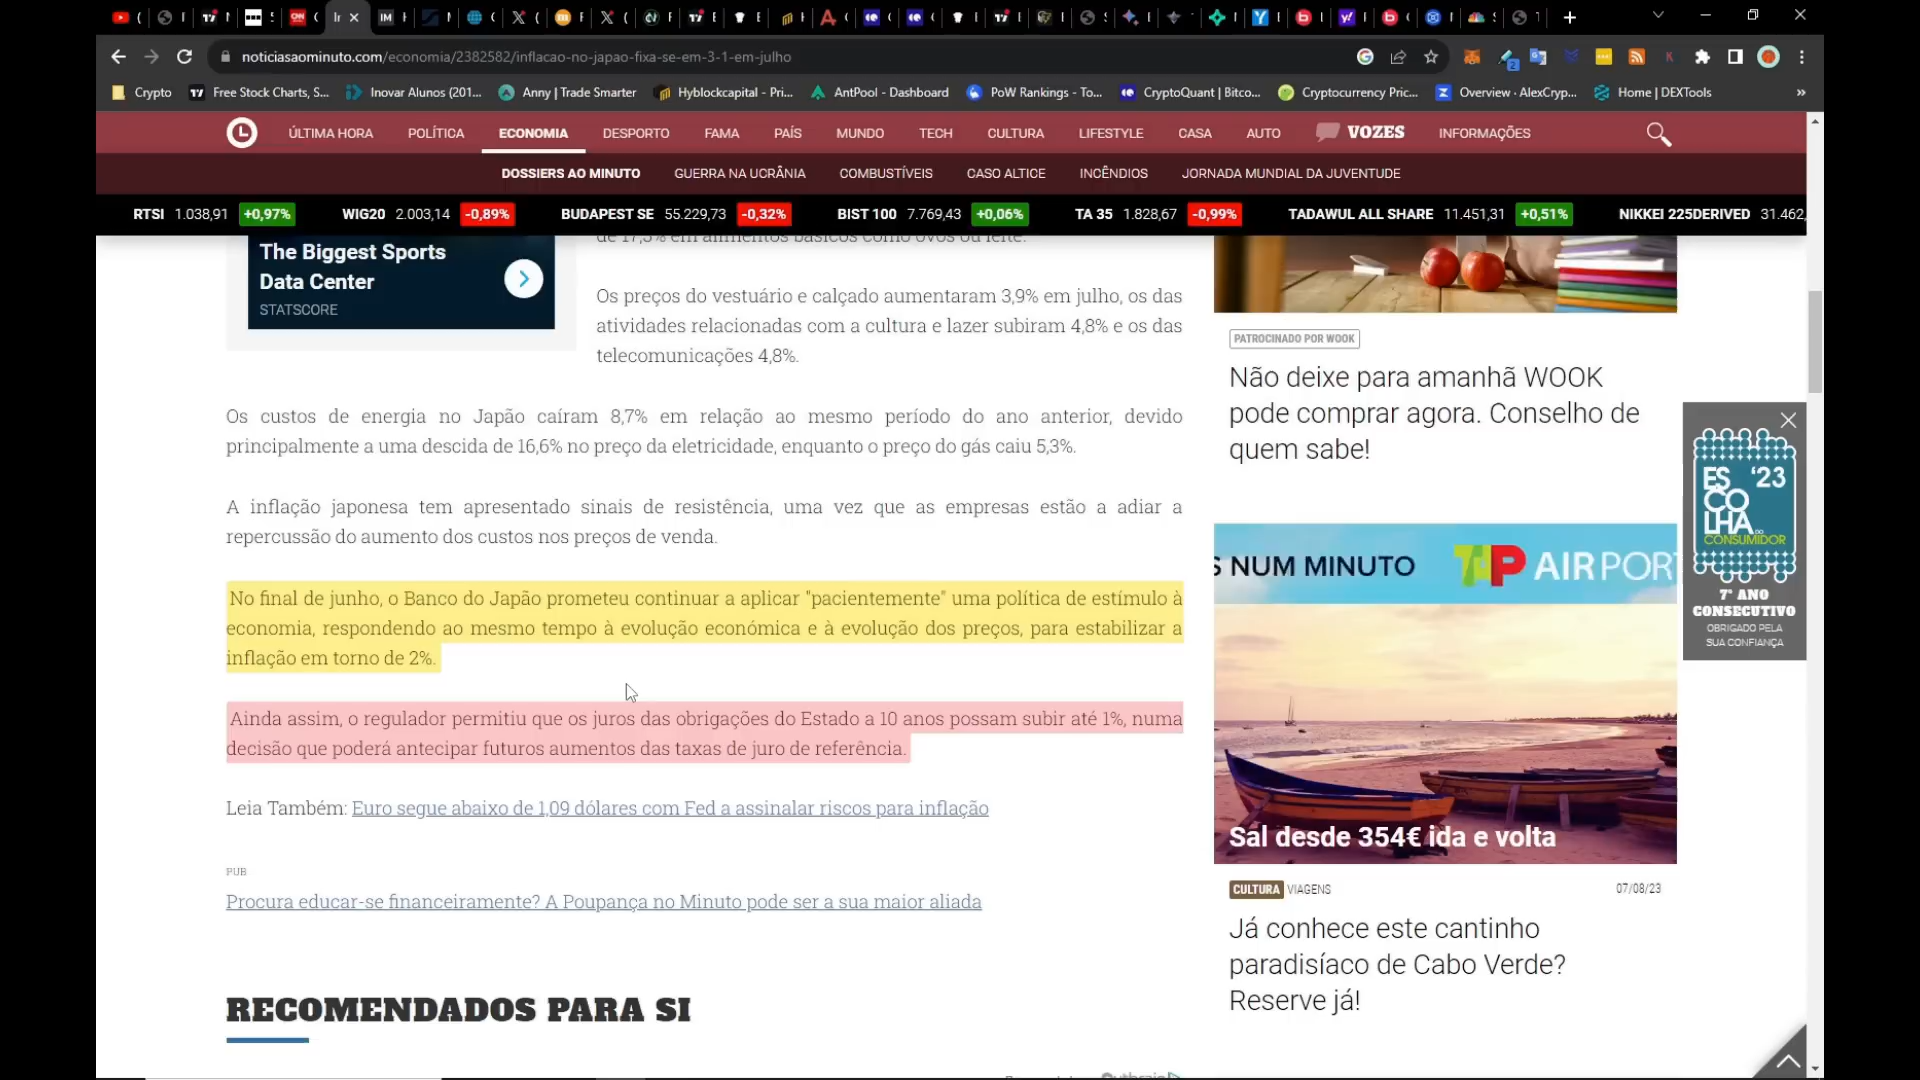 noticiasaominuto.com/economia/2382582/inflacao-no-japao-fixa-se-em-3-1-em-julho
Crypto
Free Stock Charts, S...
Inovar Alunos (201...
Anny | Trade Smarter
Hyblockcapital - Pri...
AntPool - Dashboard
PoW Rankings - To...
CryptoQuant | Bitco...
Cryptocurrency Pric...
Overview · AlexCryp...
Home | DEXTools
»
ÚLTIMA HORA
POLÍTICA
ECONOMIA
DESPORTO
FAMA
PAÍS
MUNDO
TECH
CULTURA
LIFESTYLE
CASA
AUTO
VOZES
INFORMAÇÕES
DOSSIERS AO MINUTO
GUERRA NA UCRÂNIA
COMBUSTÍVEIS
CASO ALTICE
INCÊNDIOS
JORNADA MUNDIAL DA JUVENTUDE
RTSI 1.038,91 +0,97%
WIG20 2.003,14 -0,89%
BUDAPEST SE 55.229,73 -0,32%
BIST 100 7.769,43 +0,06%
TA 35 1.828,67 -0,99%
TADAWUL ALL SHARE 11.451,31 +0,51%
NIKKEI 225DERIVED 31.462,
The Biggest Sports
Data Center
STATSCORE
de 17,3% em alimentos básicos como ovos ou leite.
Os preços do vestuário e calçado aumentaram 3,9% em julho, os das
atividades relacionadas com a cultura e lazer subiram 4,8% e os das
telecomunicações 4,8%.
Os custos de energia no Japão caíram 8,7% em relação ao mesmo período do ano anterior, devido
principalmente a uma descida de 16,6% no preço da eletricidade, enquanto o preço do gás caiu 5,3%.
A inflação japonesa tem apresentado sinais de resistência, uma vez que as empresas estão a adiar a
repercussão do aumento dos custos nos preços de venda.
No final de junho, o Banco do Japão prometeu continuar a aplicar "pacientemente" uma política de estímulo à
economia, respondendo ao mesmo tempo à evolução económica e à evolução dos preços, para estabilizar a
inflação em torno de 2%.
Ainda assim, o regulador permitiu que os juros das obrigações do Estado a 10 anos possam subir até 1%, numa
decisão que poderá antecipar futuros aumentos das taxas de juro de referência.
Leia Também: Euro segue abaixo de 1,09 dólares com Fed a assinalar riscos para inflação
PUB
Procura educar-se financeiramente? A Poupança no Minuto pode ser a sua maior aliada
RECOMENDADOS PARA SI
PATROCINADO POR WOOK
Não deixe para amanhã WOOK
pode comprar agora. Conselho de
quem sabe!
S NUM MINUTO
TAP AIR PORT
Sal desde 354€ ida e volta
CULTURA VIAGENS
07/08/23
Já conhece este cantinho
paradisíaco de Cabo Verde?
Reserve já!
ES '23
CO
LHA DO
CONSUMIDOR
7º ANO
CONSECUTIVO
OBRIGADO PELA
SUA CONFIANÇA